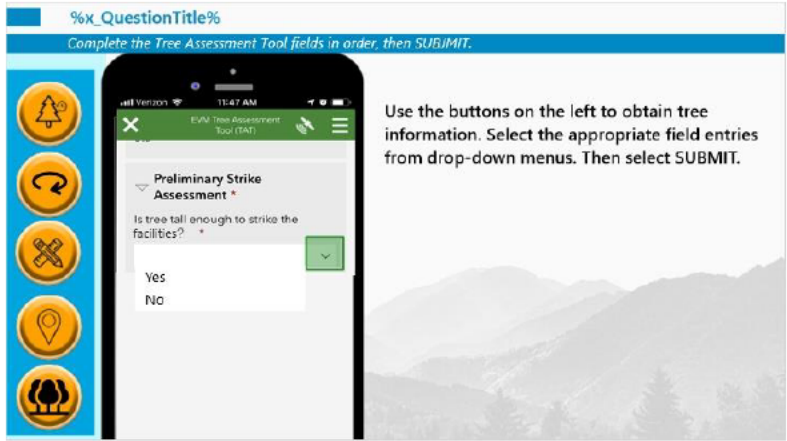 %x_QuestionTitle%
Complete the Tree Assessment Tool fields in order, then SUBMIT.
Verizon 11:47 AM
EVM Tree Assessment
Tool (TAT)
Preliminary Strike
Assessment *
Is tree tall enough to strike the
facilities? *
Yes
No
Use the buttons on the left to obtain tree
information. Select the appropriate field entries
from drop-down menus. Then select SUBMIT.